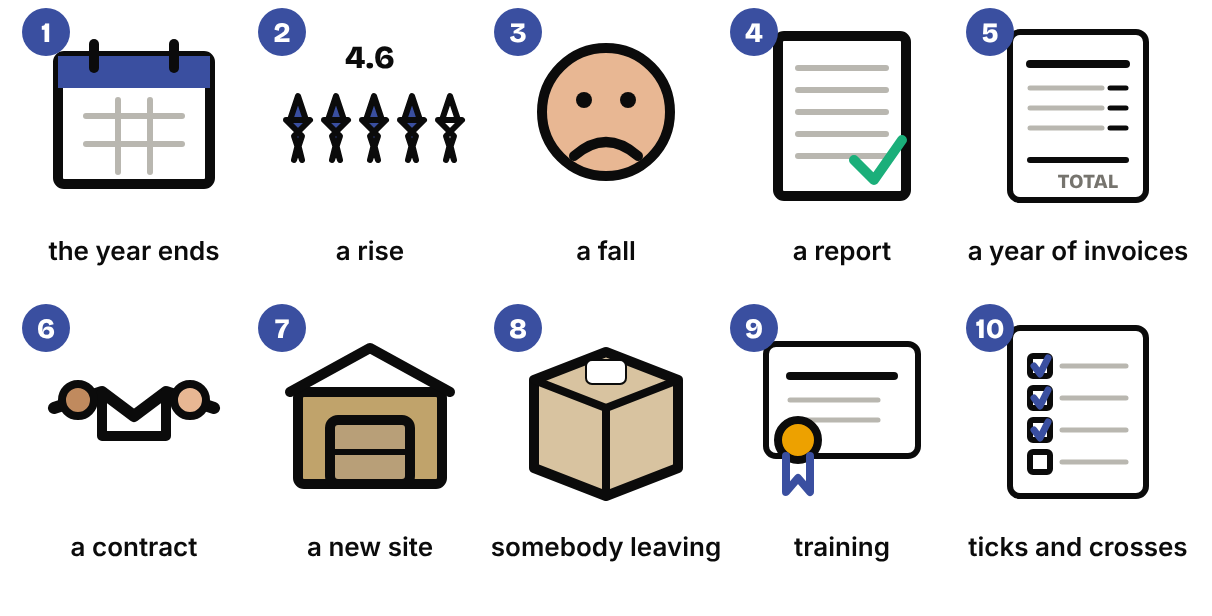 1
2
4.6
3
4
5
TOTAL
the year ends
a rise
a fall
a report
a year of invoices
6
7
8
9
10
a contract
a new site
somebody leaving
training
ticks and crosses